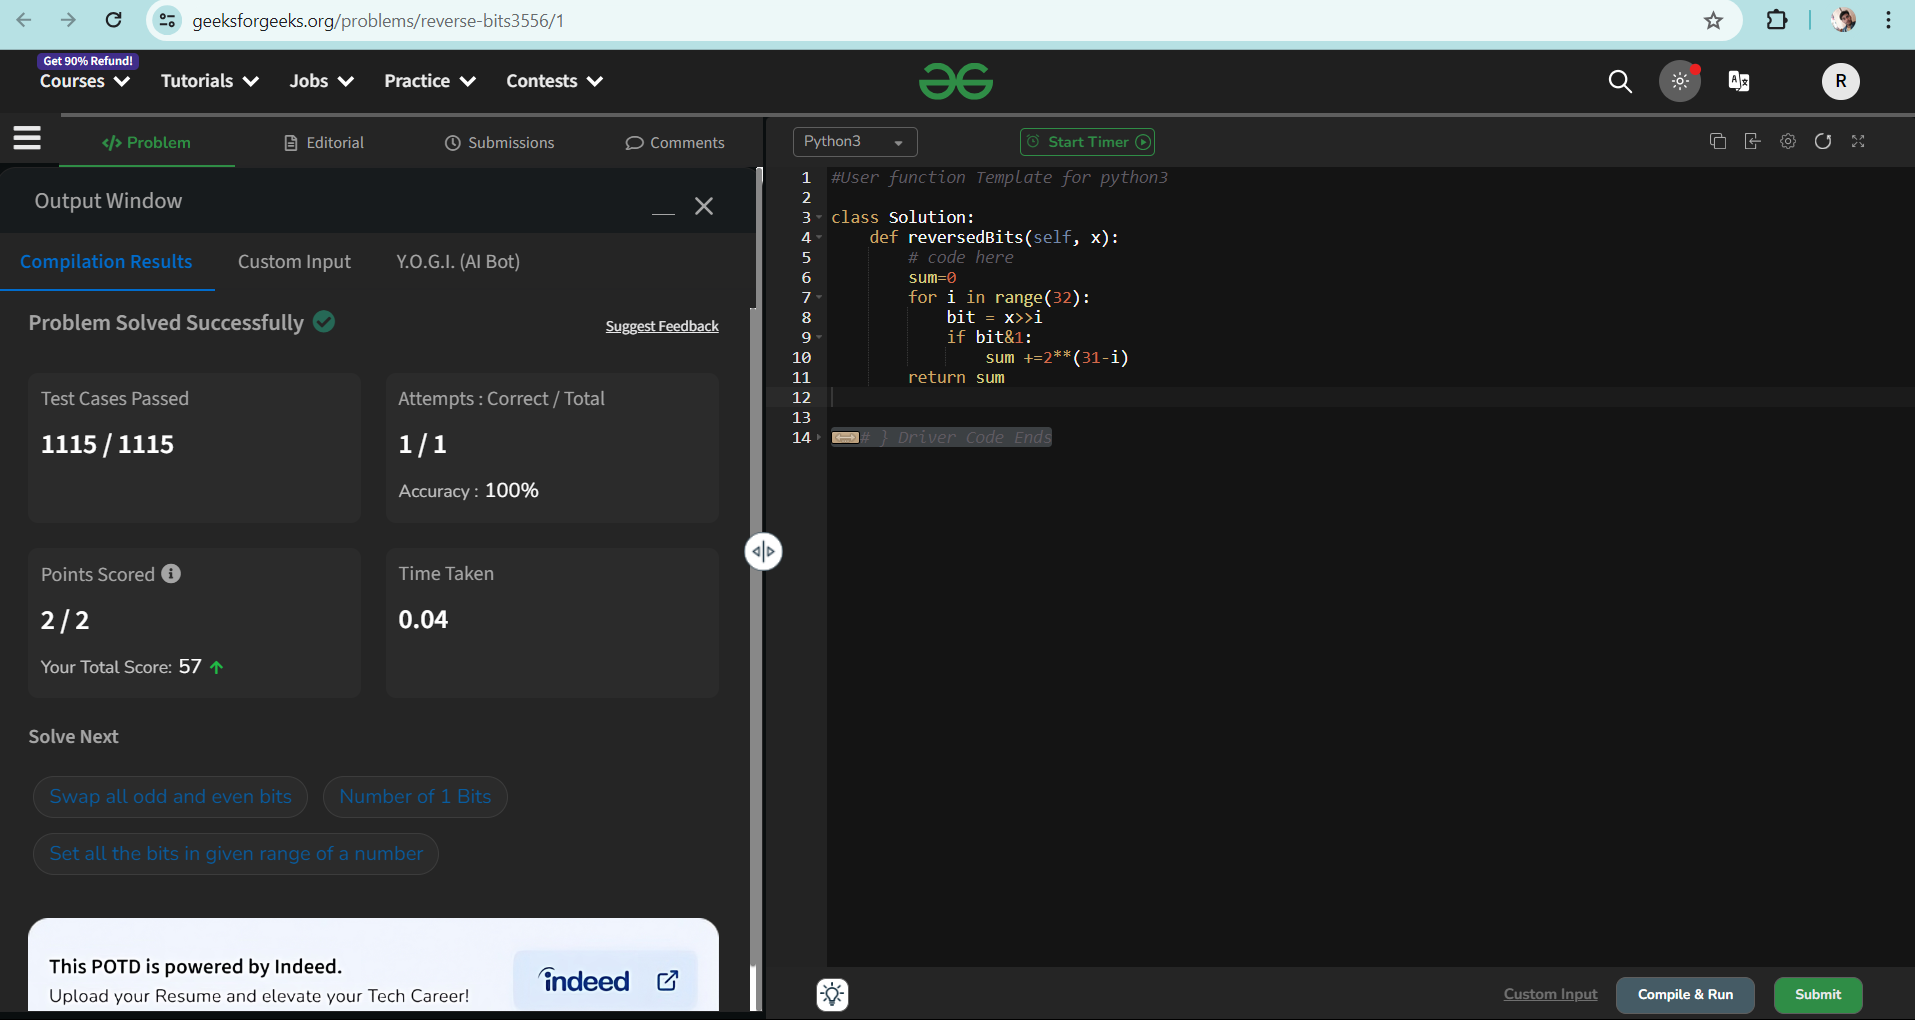 geeksforgeeks.org/problems/reverse-bits3556/1
Get 90% Refund!
Courses Tutorials Jobs Practice Contests
R
</> Problem Editorial Submissions Comments
Output Window
Compilation Results Custom Input Y.O.G.I. (AI Bot)
Problem Solved Successfully
Suggest Feedback
Test Cases Passed
1115 / 1115
Attempts : Correct / Total
1 / 1
Accuracy : 100%
Points Scored
2 / 2
Your Total Score: 57
Time Taken
0.04
Solve Next
Swap all odd and even bits
Number of 1 Bits
Set all the bits in given range of a number
This POTD is powered by Indeed.
Upload your Resume and elevate your Tech Career!
indeed
Python3
Start Timer
1 #User function Template for python3
2
3 class Solution:
4 def reversedBits(self, x):
5 # code here
6 sum=0
7 for i in range(32):
8 bit = x>>i
9 if bit&1:
10 sum +=2**(31-i)
11 return sum
12
13
14 # } Driver Code Ends
Custom Input
Compile & Run
Submit